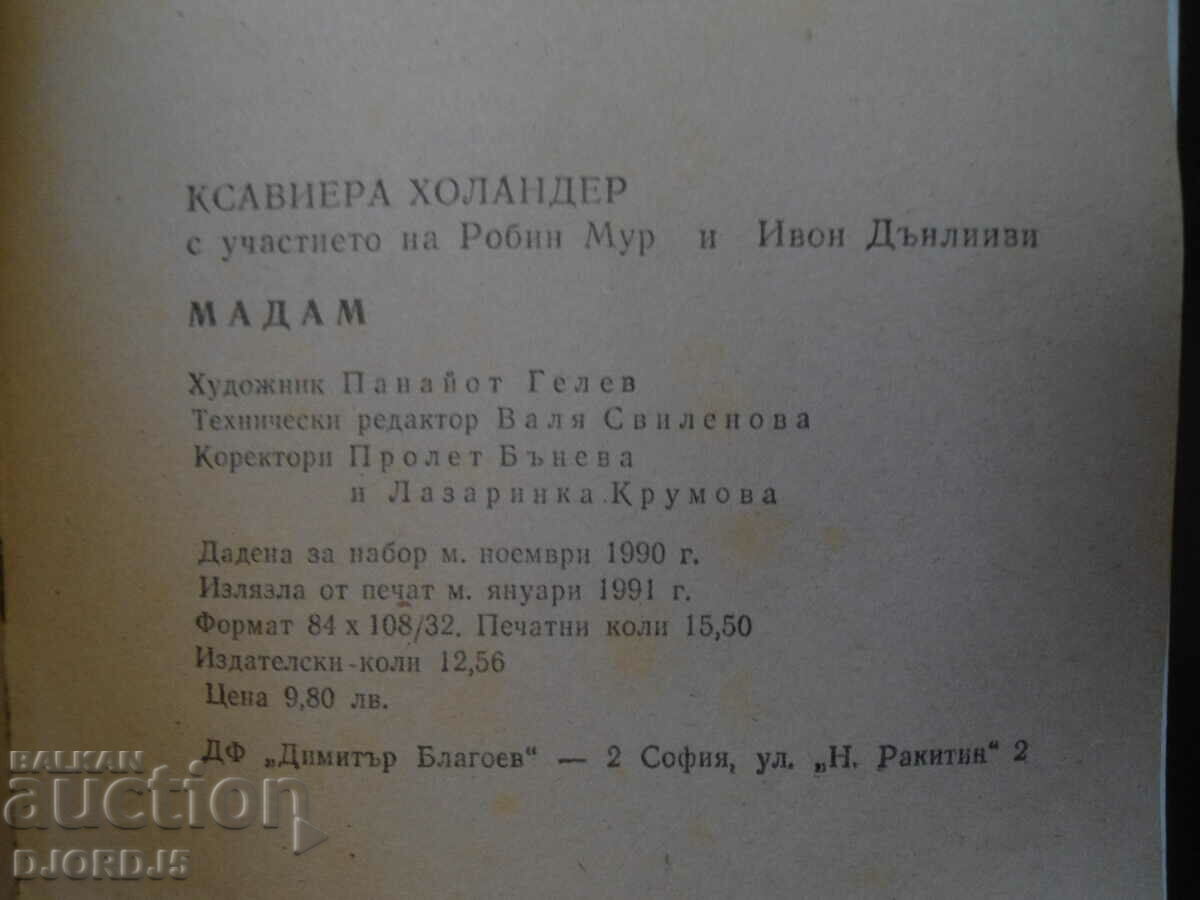 КСАВИЕРА ХОЛАНДЕР
с участието на Робин Мур и Ивон Дънлииви
МАДАМ
Художник Панайот Гелев
Технически редактор Валя Свиленова
Коректори Пролет Бънева
и Лазаринка Крумова
Дадена за набор м. ноември 1990 г.
Излязла от печат м. януари 1991 г.
Формат 84 x 108/32. Печатни коли 15,50
Издателски коли 12,56
Цена 9,80 лв.
ДФ „Димитър Благоев“ — 2 София, ул. „Н. Ракитин“ 2
BALKAN
auction
DJORDJ5